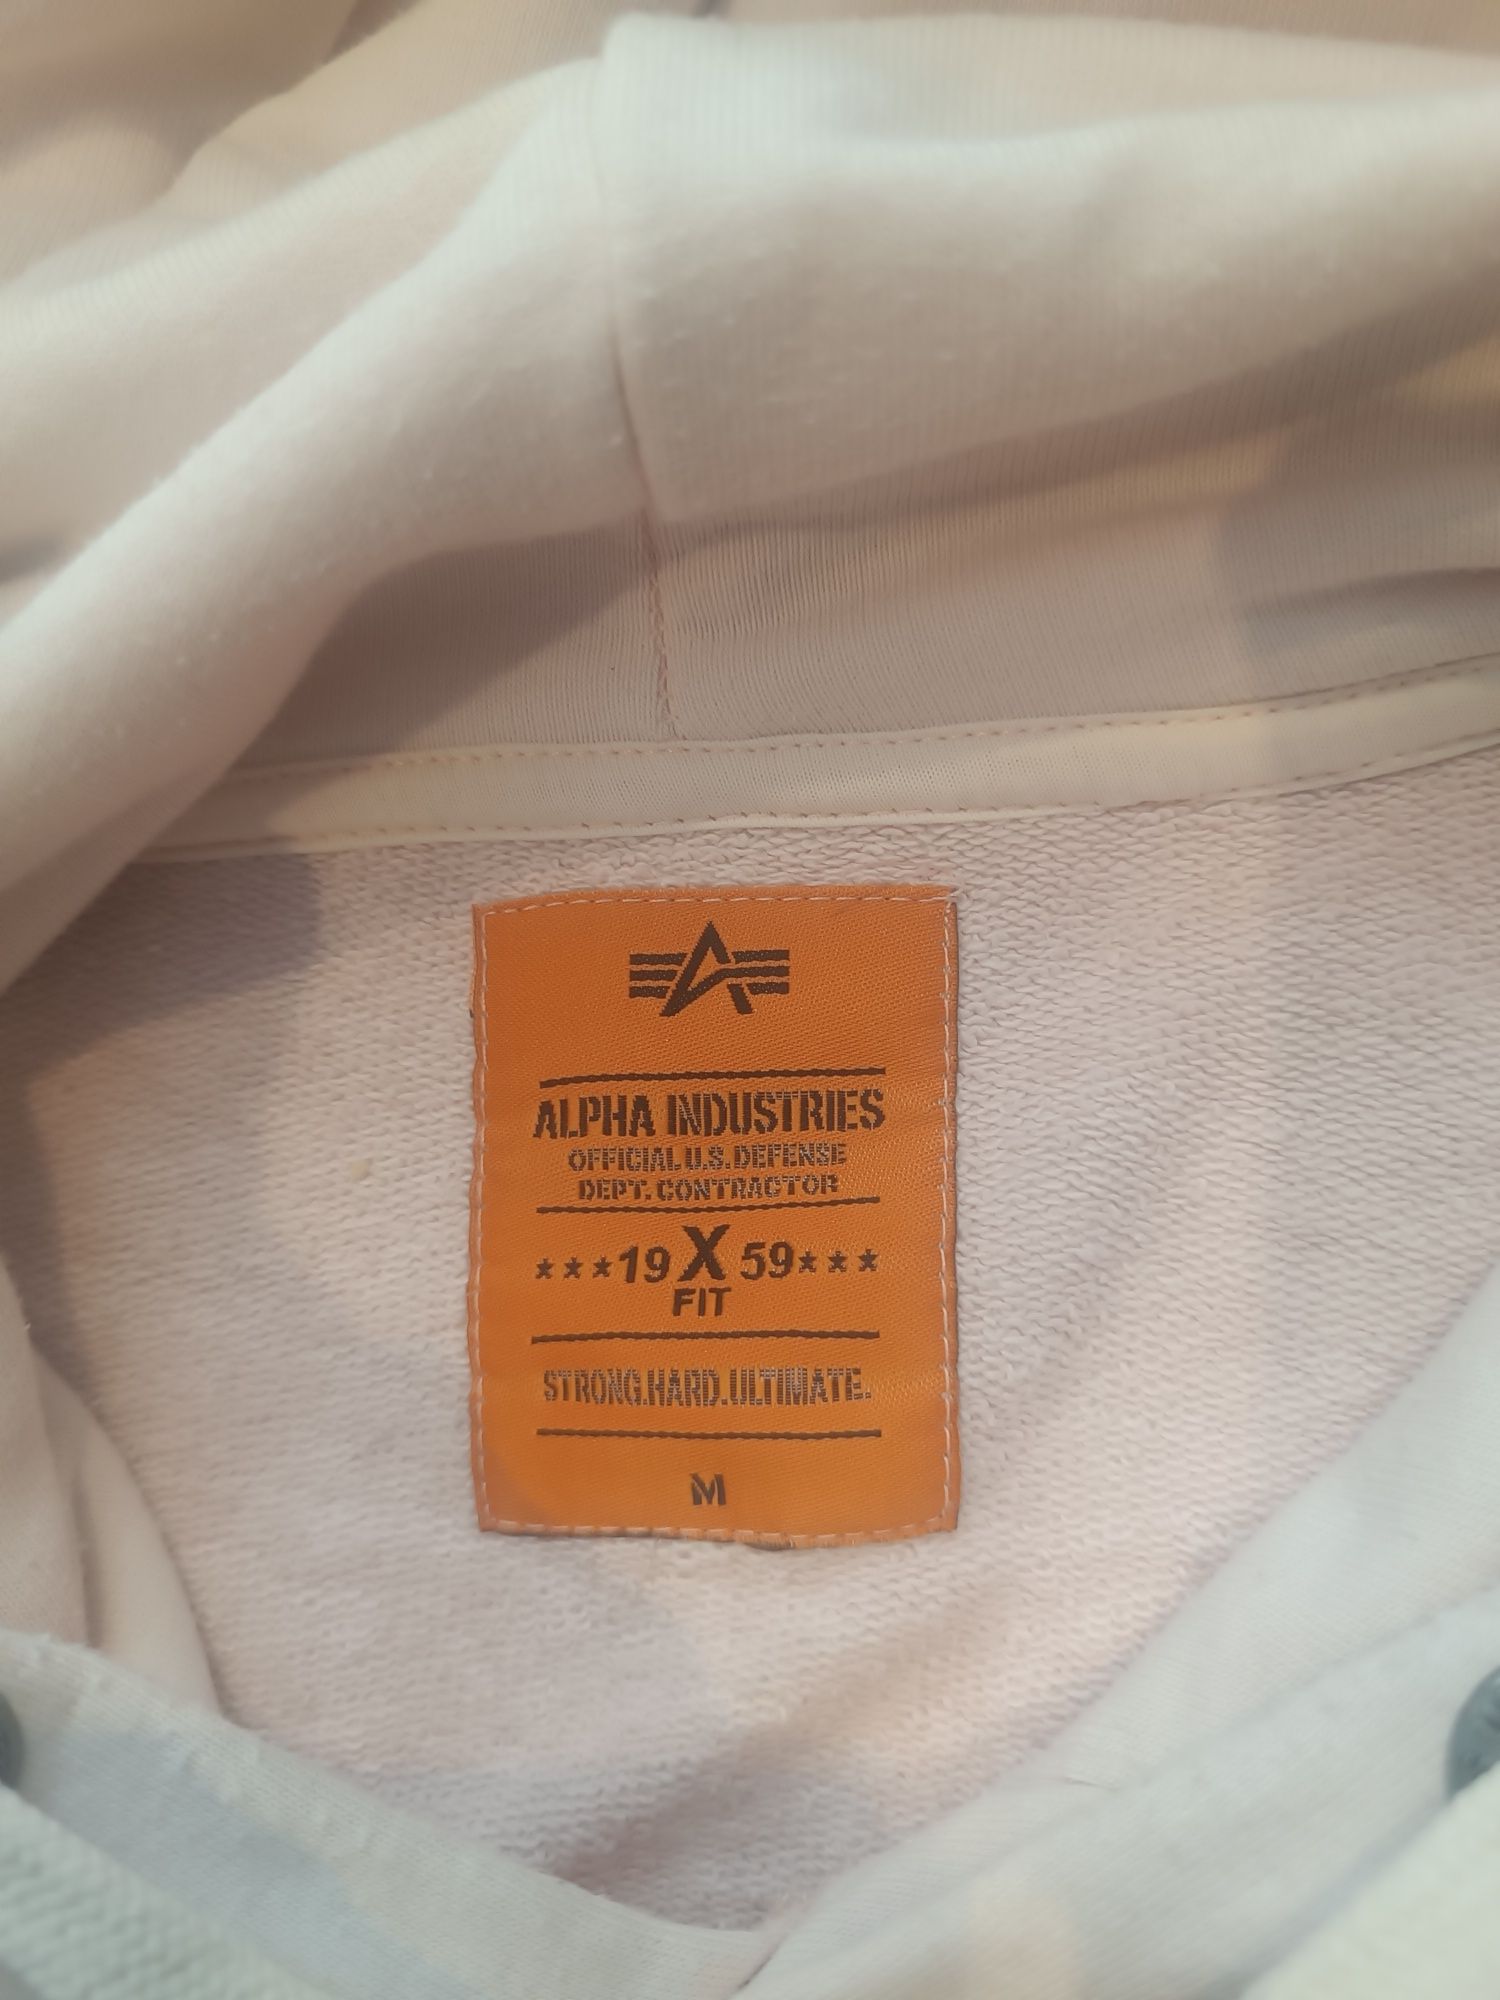 ALPHA INDUSTRIES
OFFICIAL U.S. DEFENSE
DEPT. CONTRACTOR
★★★19 X 59★★★
FIT
STRONG.HARD.ULTIMATE.
M